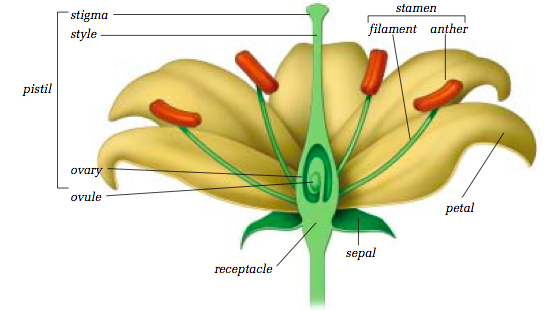 stamen
stigma
filament anther
style
pistil
ovary
ovule
petal
sepal
receptacle